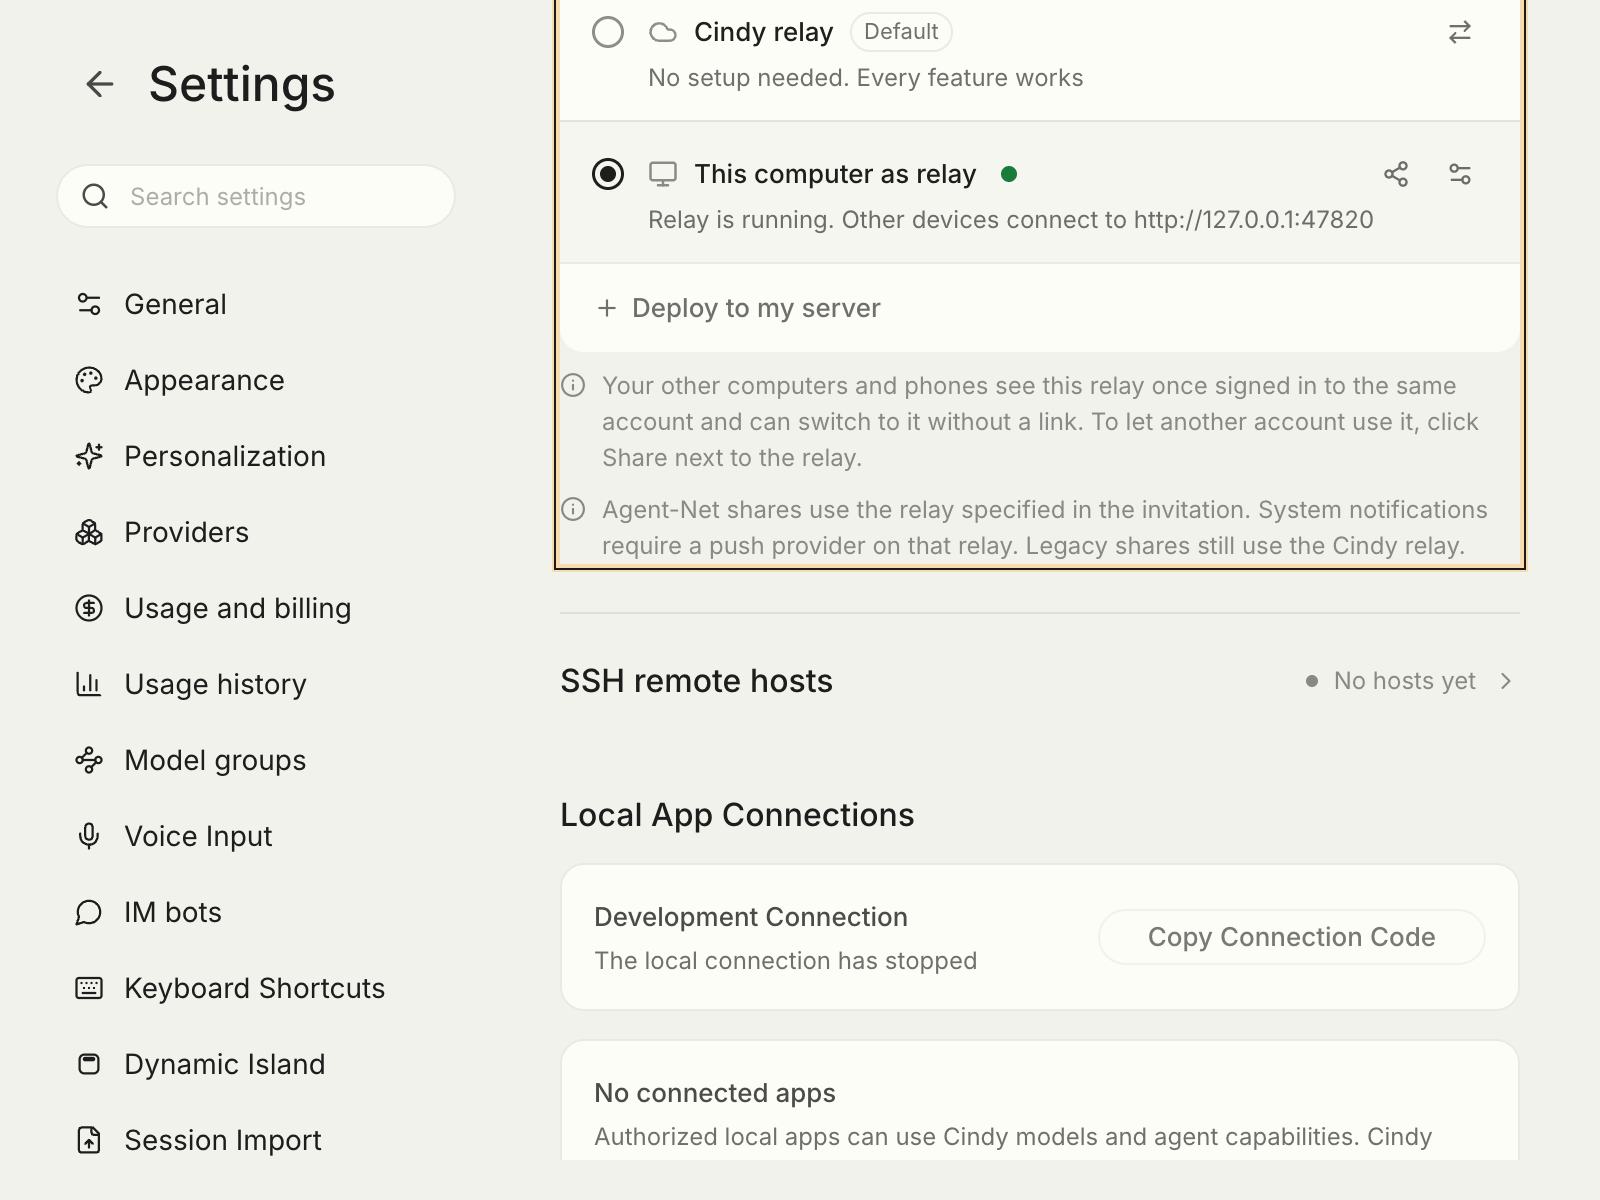 Settings
Search settings
General
Appearance
Personalization
Providers
Usage and billing
Usage history
Model groups
Voice Input
IM bots
Keyboard Shortcuts
Dynamic Island
Session Import
Cindy relay Default
No setup needed. Every feature works
This computer as relay
Relay is running. Other devices connect to http://127.0.0.1:47820
Deploy to my server
Your other computers and phones see this relay once signed in to the same
account and can switch to it without a link. To let another account use it, click
Share next to the relay.
Agent-Net shares use the relay specified in the invitation. System notifications
require a push provider on that relay. Legacy shares still use the Cindy relay.
SSH remote hosts
No hosts yet
Local App Connections
Development Connection
The local connection has stopped
Copy Connection Code
No connected apps
Authorized local apps can use Cindy models and agent capabilities. Cindy